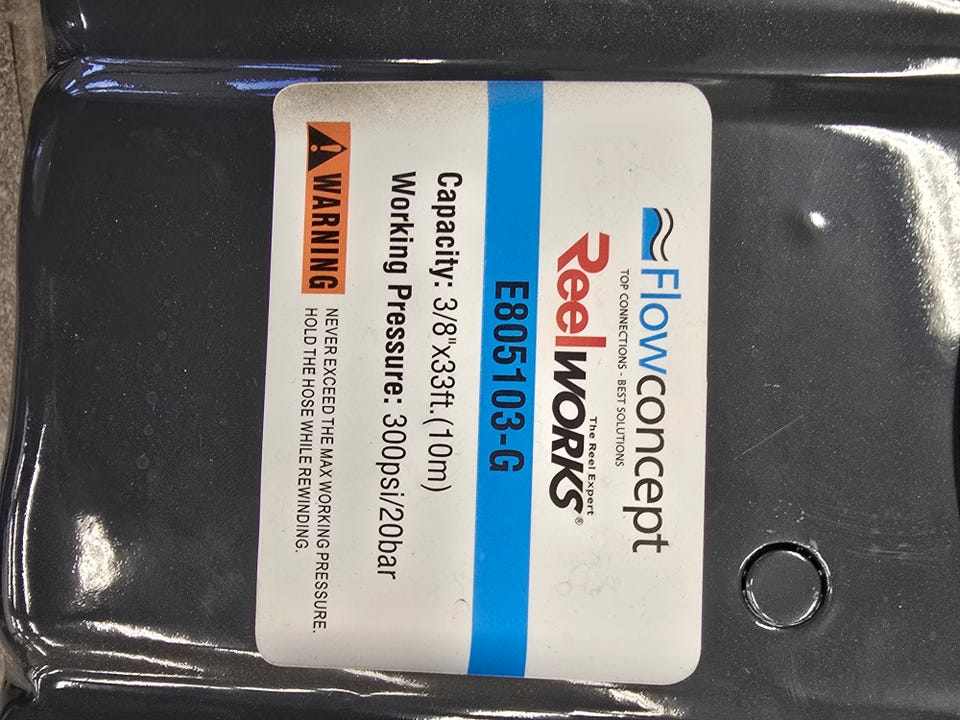 Flowconcept
TOP CONNECTIONS - BEST SOLUTIONS
The Reel Expert
ReelWORKS®
E805103-G
Capacity: 3/8"x33ft.(10m)
Working Pressure: 300psi/20bar
WARNING
NEVER EXCEED THE MAX WORKING PRESSURE.
HOLD THE HOSE WHILE REWINDING.